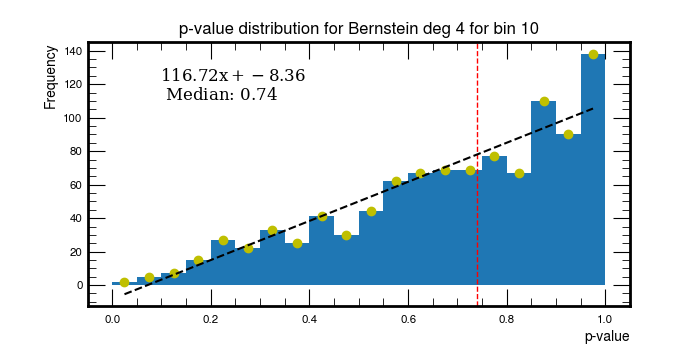 p-value distribution for Bernstein deg 4 for bin 10
Frequency
140
120
100
80
60
40
20
0
116.72x + − 8.36
Median: 0.74
0.0 0.2 0.4 0.6 0.8 1.0
p-value